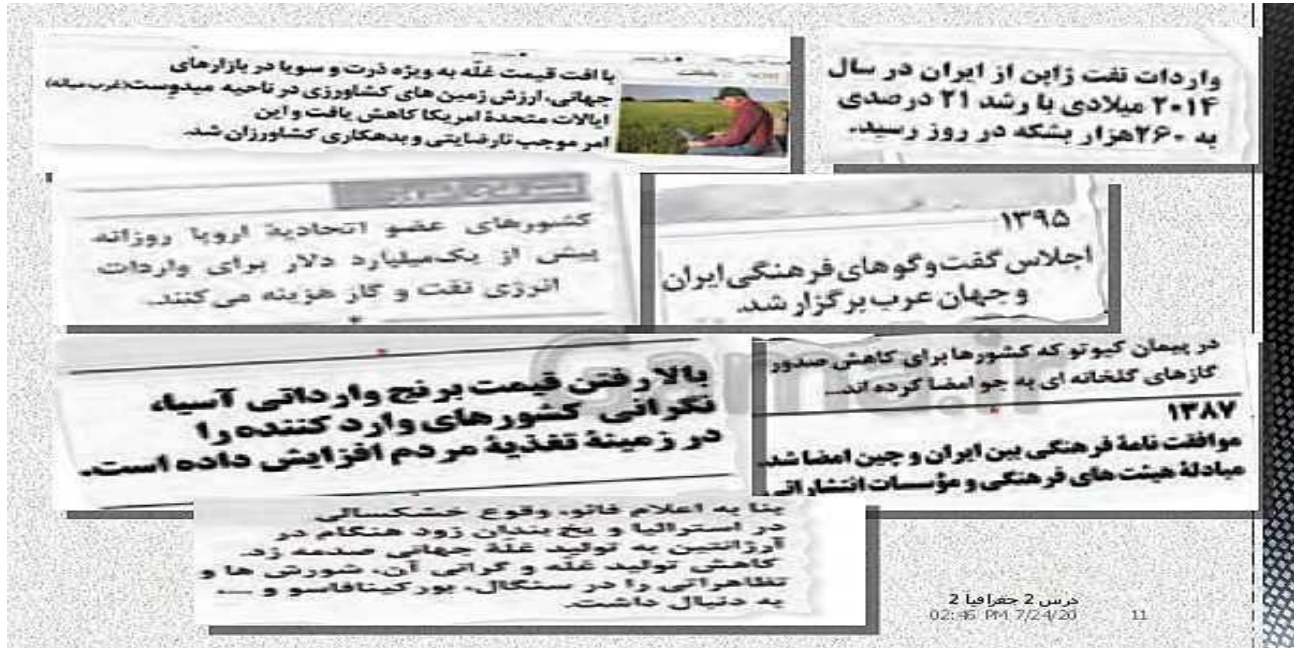 واردات نفت ژاپن از ایران در سال
۲۰۱۴ میلادی با رشد ۲۱ درصدی
به ۲۶۰هزار بشکه در روز رسید.
با افت قیمت غلّه به ویژه ذرت و سویا در بازارهای
جهانی، ارزش زمین های کشاورزی در ناحیه میدوست(غرب میانه)
ایالات متحدهٔ امریکا کاهش یافت و این
امر موجب نارضایتی و بدهکاری کشاورزان شد.
۱۳۹۵
اجلاس گفت و گو های فرهنگی ایران
و جهان عرب برگزار شد.
کشورهای عضو اتحادیهٔ اروپا روزانه
بیش از یک‌میلیارد دلار برای واردات
انرژی نفت و گاز هزینه می‌کنند.
در پیمان کیوتو که کشورها برای کاهش صدور
گازهای گلخانه ای به جو امضا کرده اند...
۱۳۸۷
موافقت نامهٔ فرهنگی بین ایران و چین امضا شد.
مبادلهٔ هیئت های فرهنگی و مؤسسات انتشاراتی
بالا رفتن قیمت برنج وارداتی آسیا،
نگرانی کشورهای وارد کننده را
در زمینهٔ تغذیهٔ مردم افزایش داده است.
Gama.ir
بنا به اعلام فائو، وقوع خشکسالی
در استرالیا و یخ بندان زود هنگام در
آرژانتین به تولید غلّهٔ جهانی صدمه زد.
کاهش تولید غلّه و گرانی آن، شورش ها و
تظاهراتی را در سنگال، بورکینافاسو و ...
به دنبال داشت.
درس 2 جغرافیا 2
02:46 PM 7/24/20
11